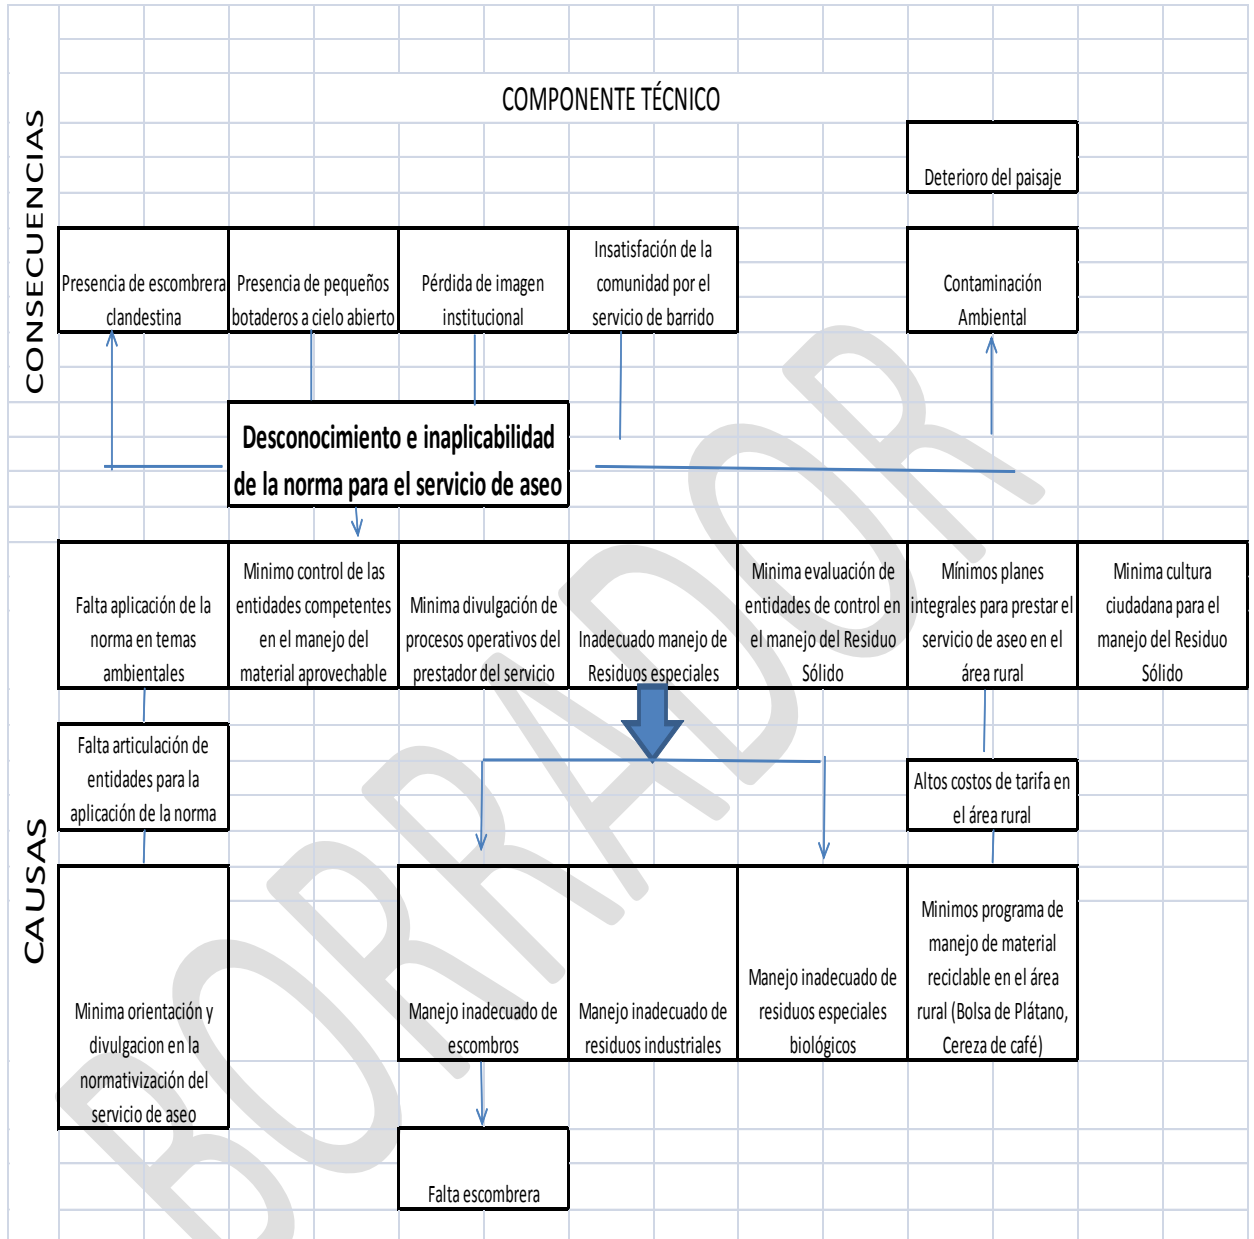 COMPONENTE TÉCNICO
CONSECUENCIAS
Deterioro del paisaje
Presencia de escombrera
clandestina
Presencia de pequeños
botaderos a cielo abierto
Pérdida de imagen
institucional
Insatisfación de la
comunidad por el
servicio de barrido
Contaminación
Ambiental
Desconocimiento e inaplicabilidad
de la norma para el servicio de aseo
CAUSAS
Falta aplicación de la
norma en temas
ambientales
Minimo control de las
entidades competentes
en el manejo del
material aprovechable
Minima divulgación de
procesos operativos del
prestador del servicio
Inadecuado manejo de
Residuos especiales
Minima evaluación de
entidades de control en
el manejo del Residuo
Sólido
Mínimos planes
integrales para prestar el
servicio de aseo en el
área rural
Minima cultura
ciudadana para el
manejo del Residuo
Sólido
Falta articulación de
entidades para la
aplicación de la norma
Altos costos de tarifa en
el área rural
Minima orientación y
divulgacion en la
normativización del
servicio de aseo
Manejo inadecuado de
escombros
Manejo inadecuado de
residuos industriales
Manejo inadecuado de
residuos especiales
biológicos
Minimos programa de
manejo de material
reciclable en el área
rural (Bolsa de Plátano,
Cereza de café)
Falta escombrera
BORRADOR